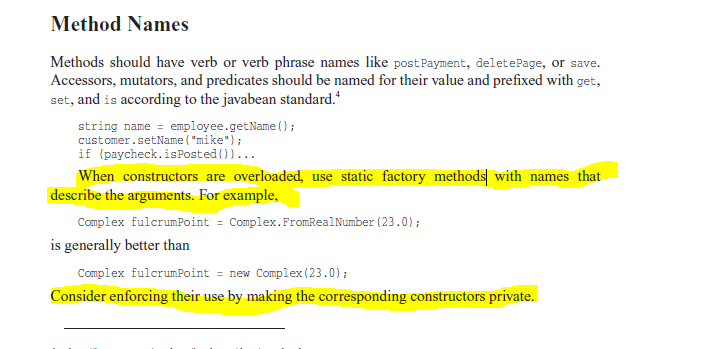 Method Names
Methods should have verb or verb phrase names like postPayment, deletePage, or save.
Accessors, mutators, and predicates should be named for their value and prefixed with get,
set, and is according to the javabean standard.4
string name = employee.getName();
customer.setName("mike");
if (paycheck.isPosted())...
When constructors are overloaded, use static factory methods with names that
describe the arguments. For example,
Complex fulcrumPoint = Complex.FromRealNumber(23.0);
is generally better than
Complex fulcrumPoint = new Complex(23.0);
Consider enforcing their use by making the corresponding constructors private.